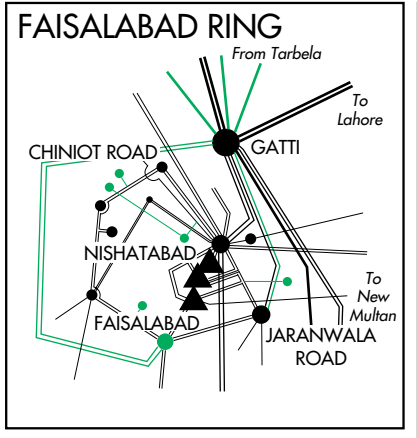 FAISALABAD RING
From Tarbela
To
Lahore
CHINIOT ROAD
GATTI
NISHATABAD
To
New
Multan
FAISALABAD
JARANWALA
ROAD